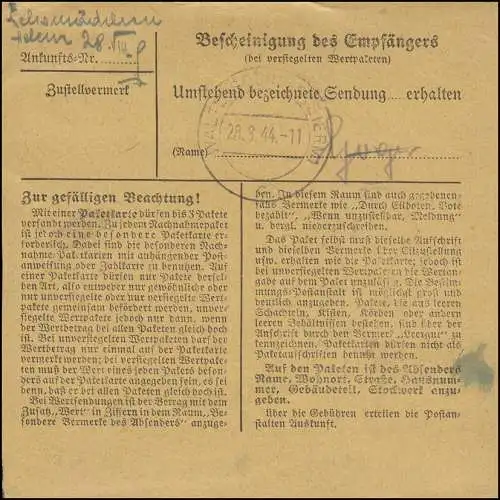 28.
Ankunfts-Nr.
Zustellvermerk
Bescheinigung des Empfängers
(bei versiegelten Wertpaketen)
Umstehend bezeichnete Sendung erhalten
28.3.44.-11
(Name)
Zur gefälligen Beachtung!
Mit einer Paketkarte dürfen bis 3 Pakete
versandt werden. Zu jedem Nachnahmepaket
ist jedoch eine besondere Paketkarte er-
forderlich. Dabei sind die besonderen Nach-
nahme-Paketkarten mit anhängender Post-
anweisung oder Zahlkarte zu benutzen. Auf
einer Paketkarte dürfen nur Pakete dersel-
ben Art, also entweder nur gewöhnliche oder
nur unversiegelte oder nur versiegelte Wert-
pakete gemeinsam befördert werden, unver-
siegelte Wertpakete jedoch nur dann, wenn
der Wertbetrag bei allen Paketen gleich hoch
ist. Bei unversiegelten Wertpaketen darf der
Wertbetrag nur einmal auf der Paketkarte
vermerkt werden; bei versiegelten Wertpake-
ten muß der Wert eines jeden Pakets beson-
ders auf der Paketkarte angegeben sein, es sei
denn, daß er bei allen Paketen gleich hoch ist.
Bei Wertsendungen ist der Betrag mit dem
Zusatz „Wert" in Ziffern in dem Raum „Be-
sondere Vermerke des Absenders" anzuge-
ben. In diesem Raum sind auch gegebenen-
falls Vermerke wie „Durch Eilboten, Bote
bezahlt", „Wenn unzustellbar, Meldung"
u. dergl. niederzuschreiben.
Das Paket selbst muß dieselbe Aufschrift
und dieselben Vermerke über Eilzustellung
usw. erhalten wie die Paketkarte, jedoch ist
bei unversiegelten Wertpaketen die Wertan-
gabe auf dem Paket unzulässig. Die Bestim-
mungs-Postanstalt ist möglichst groß und
deutlich anzugeben. Pakete, die aus leeren
Schachteln, Kisten, Körben oder anderen
leeren Behältnissen bestehen, sind über der
Anschrift durch den Vermerk „Leergut" zu
kennzeichnen. Paketkarten dürfen nicht als
Paketaufschriften benutzt werden.
Auf den Paketen ist des Absenders
Name, Wohnort, Straße, Hausnum-
mer, Gebäudeteil, Stockwerk anzu-
geben.
Über die Gebühren erteilen die Postan-
stalten Auskunft.